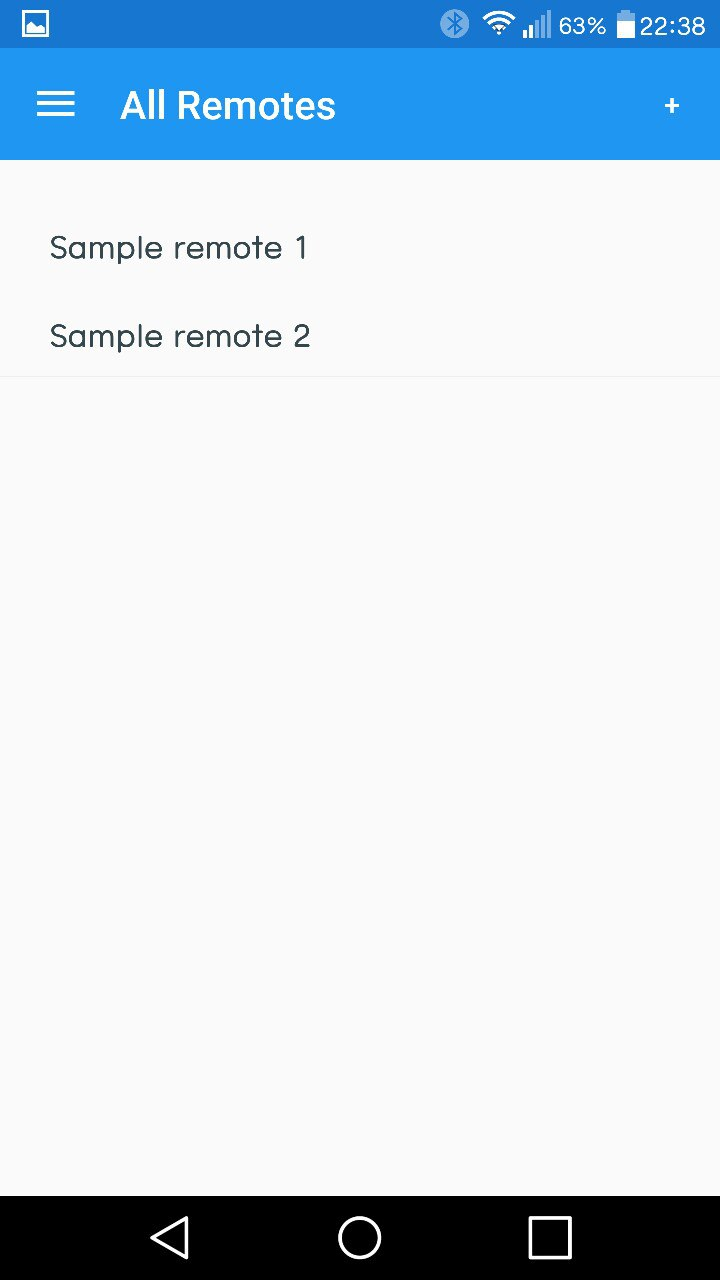 63% 22:38
All Remotes +
Sample remote 1
Sample remote 2